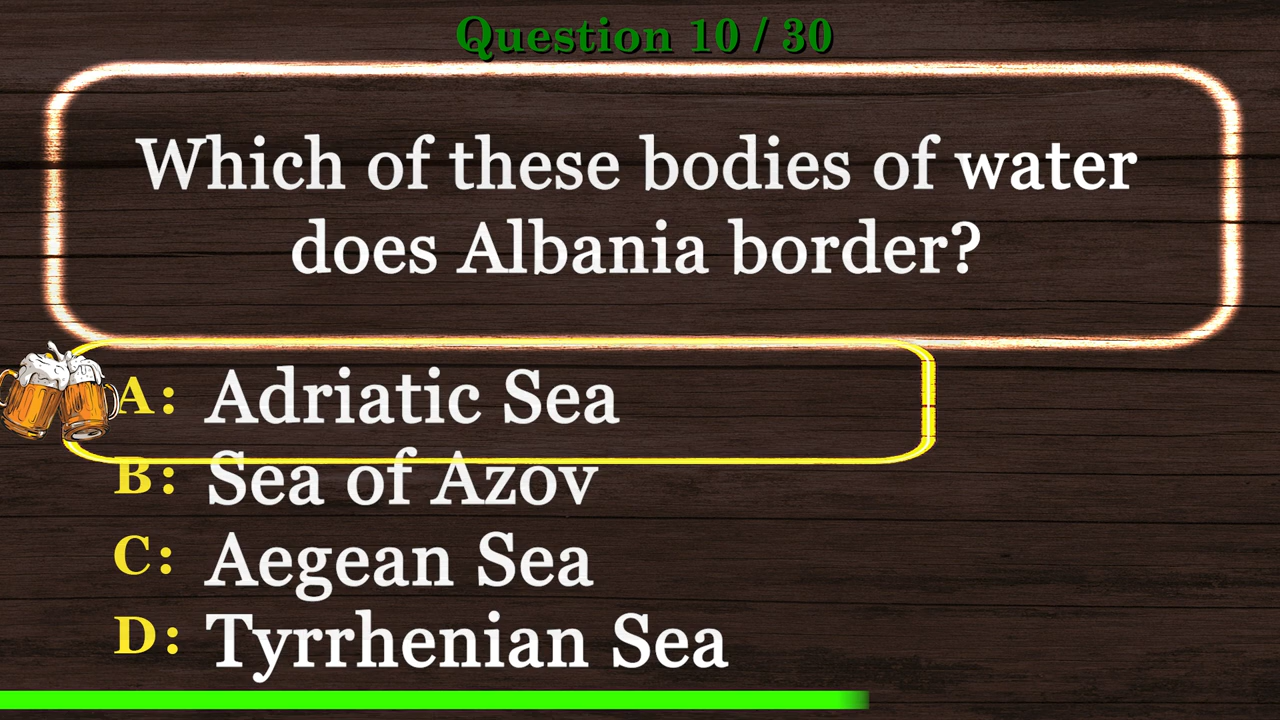 Question 10 / 30
Which of these bodies of water
does Albania border?
A: Adriatic Sea
B: Sea of Azov
C: Aegean Sea
D: Tyrrhenian Sea